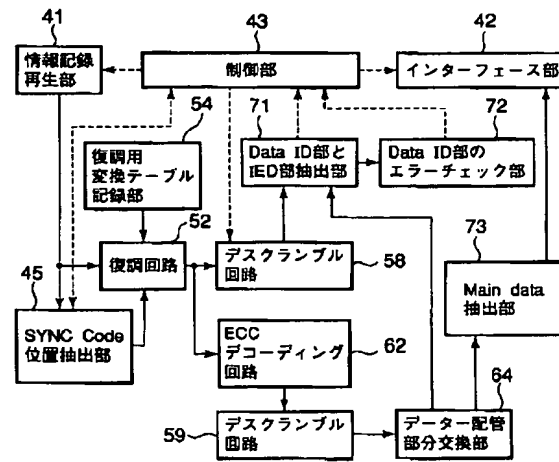 41
43
42
情報記録
再生部
制御部
インターフェース部
54
71
72
復調用
変換テーブル
記録部
Data ID部と
IED部抽出部
Data ID部の
エラーチェック部
52
73
復調回路
デスクランブル
回路
58
45
Main data
抽出部
SYNC Code
位置抽出部
ECC
デコーディング
回路
62
64
59
デスクランブル
回路
データー配管
部分交換部